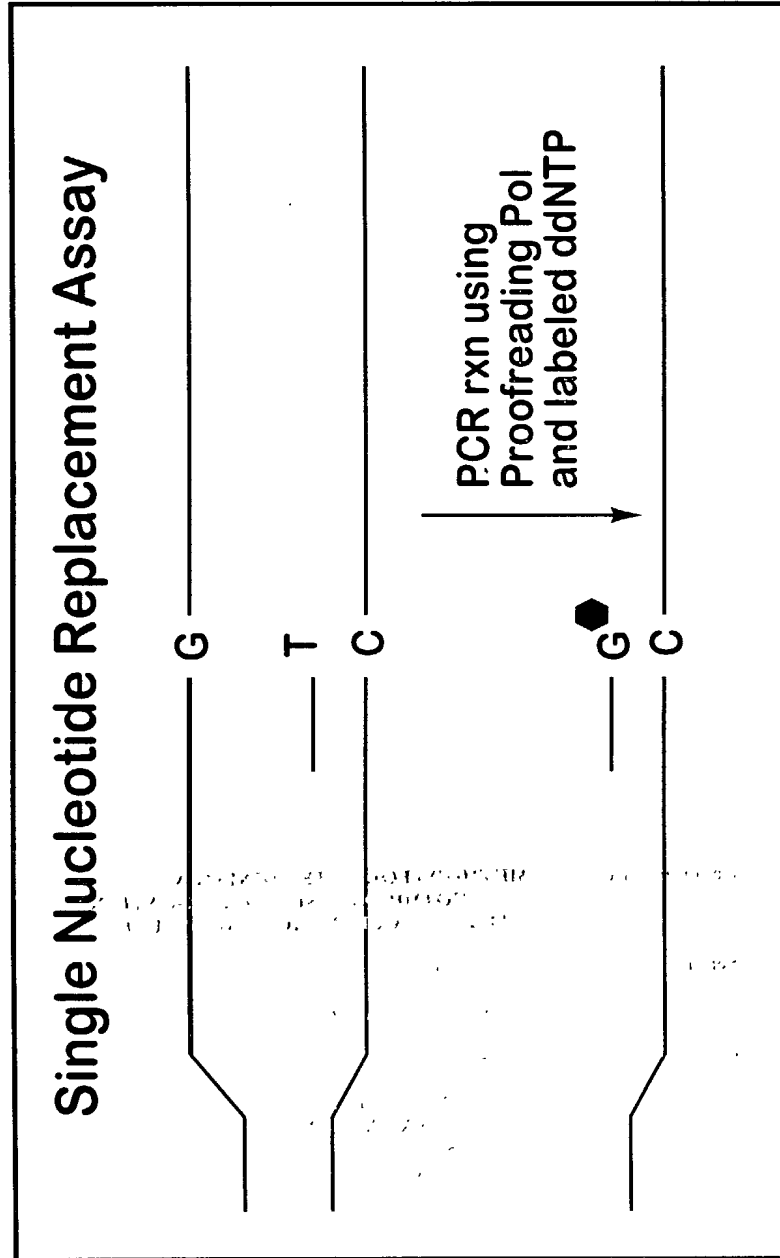 Single Nucleotide Replacement Assay
G
T
C
PCR rxn using
Proofreading Pol
and labeled ddNTP
G
C